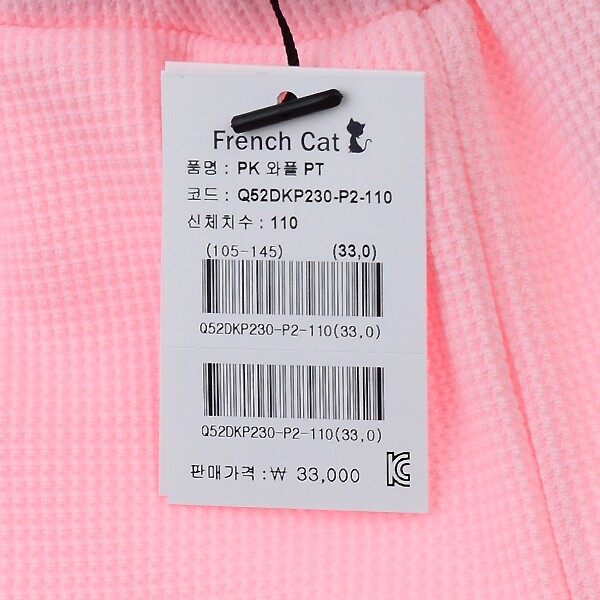 French Cat
품명 : PK 와플 PT
코드 : Q52DKP230-P2-110
신체치수 : 110
(105-145) (33,0)
Q52DKP230-P2-110(33,0)
Q52DKP230-P2-110(33,0)
판매가격 : ₩ 33,000